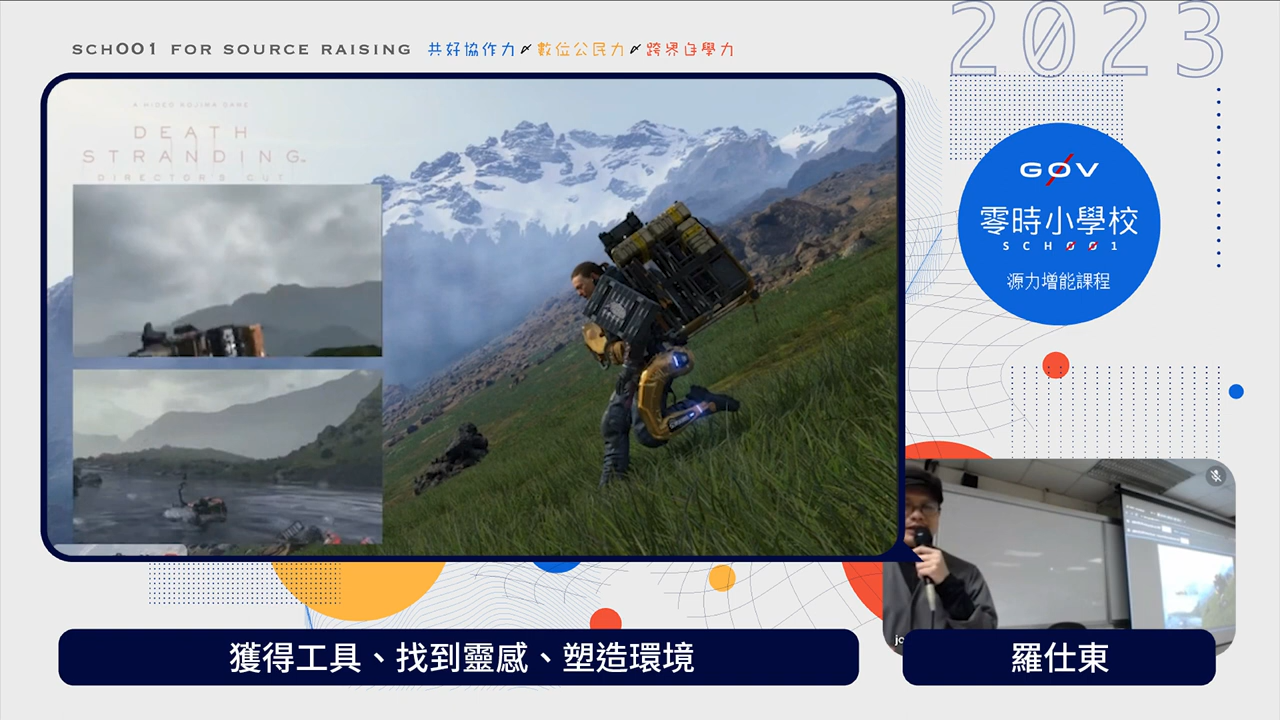 SCH001 FOR SOURCE RAISING 共好協作力 數位公民力 跨界自學力
2023
A HIDEO KOJIMA GAME
DEATH
STRANDING
DIRECTOR'S CUT
G0V
零時小學校
SCH001
源力增能課程
獲得工具、找到靈感、塑造環境
羅仕東